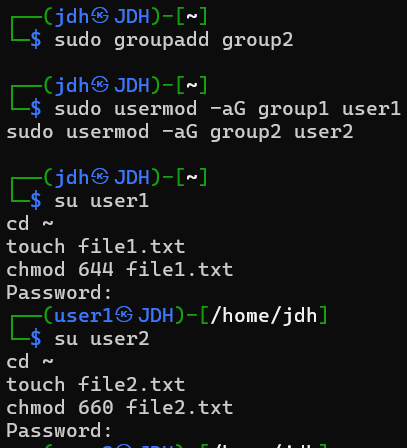 ┌──(jdh㉿JDH)-[~]
└─$ sudo groupadd group2
┌──(jdh㉿JDH)-[~]
└─$ sudo usermod -aG group1 user1
sudo usermod -aG group2 user2
┌──(jdh㉿JDH)-[~]
└─$ su user1
cd ~
touch file1.txt
chmod 644 file1.txt
Password:
┌──(user1㉿JDH)-[/home/jdh]
└─$ su user2
cd ~
touch file2.txt
chmod 660 file2.txt
Password: